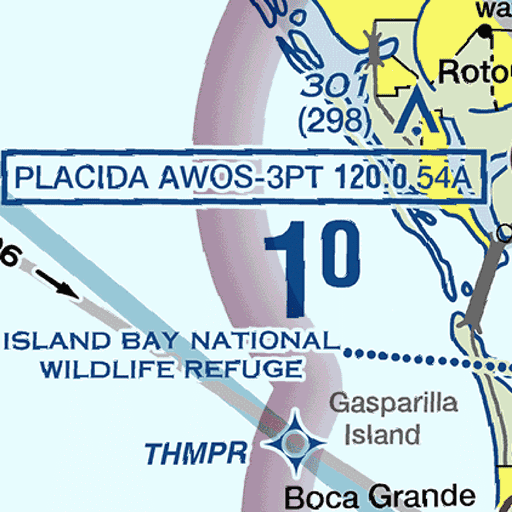 wa
Roto
301
(298)
PLACIDA AWOS-3PT 120.0 54A
10
06
ISLAND BAY NATIONAL
WILDLIFE REFUGE
Gasparilla
Island
THMPR
Boca Grande